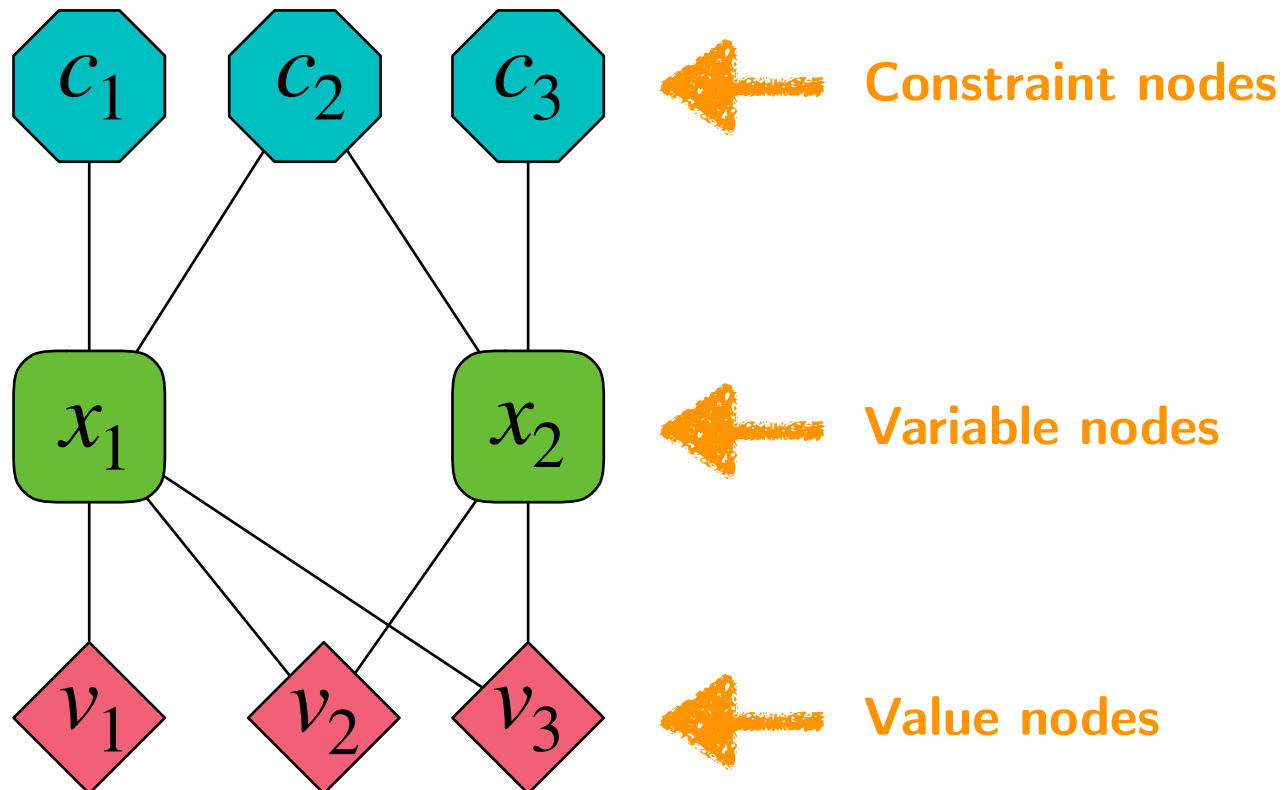 c₁ c₂ c₃ Constraint nodes
x₁ x₂ Variable nodes
v₁ v₂ v₃ Value nodes